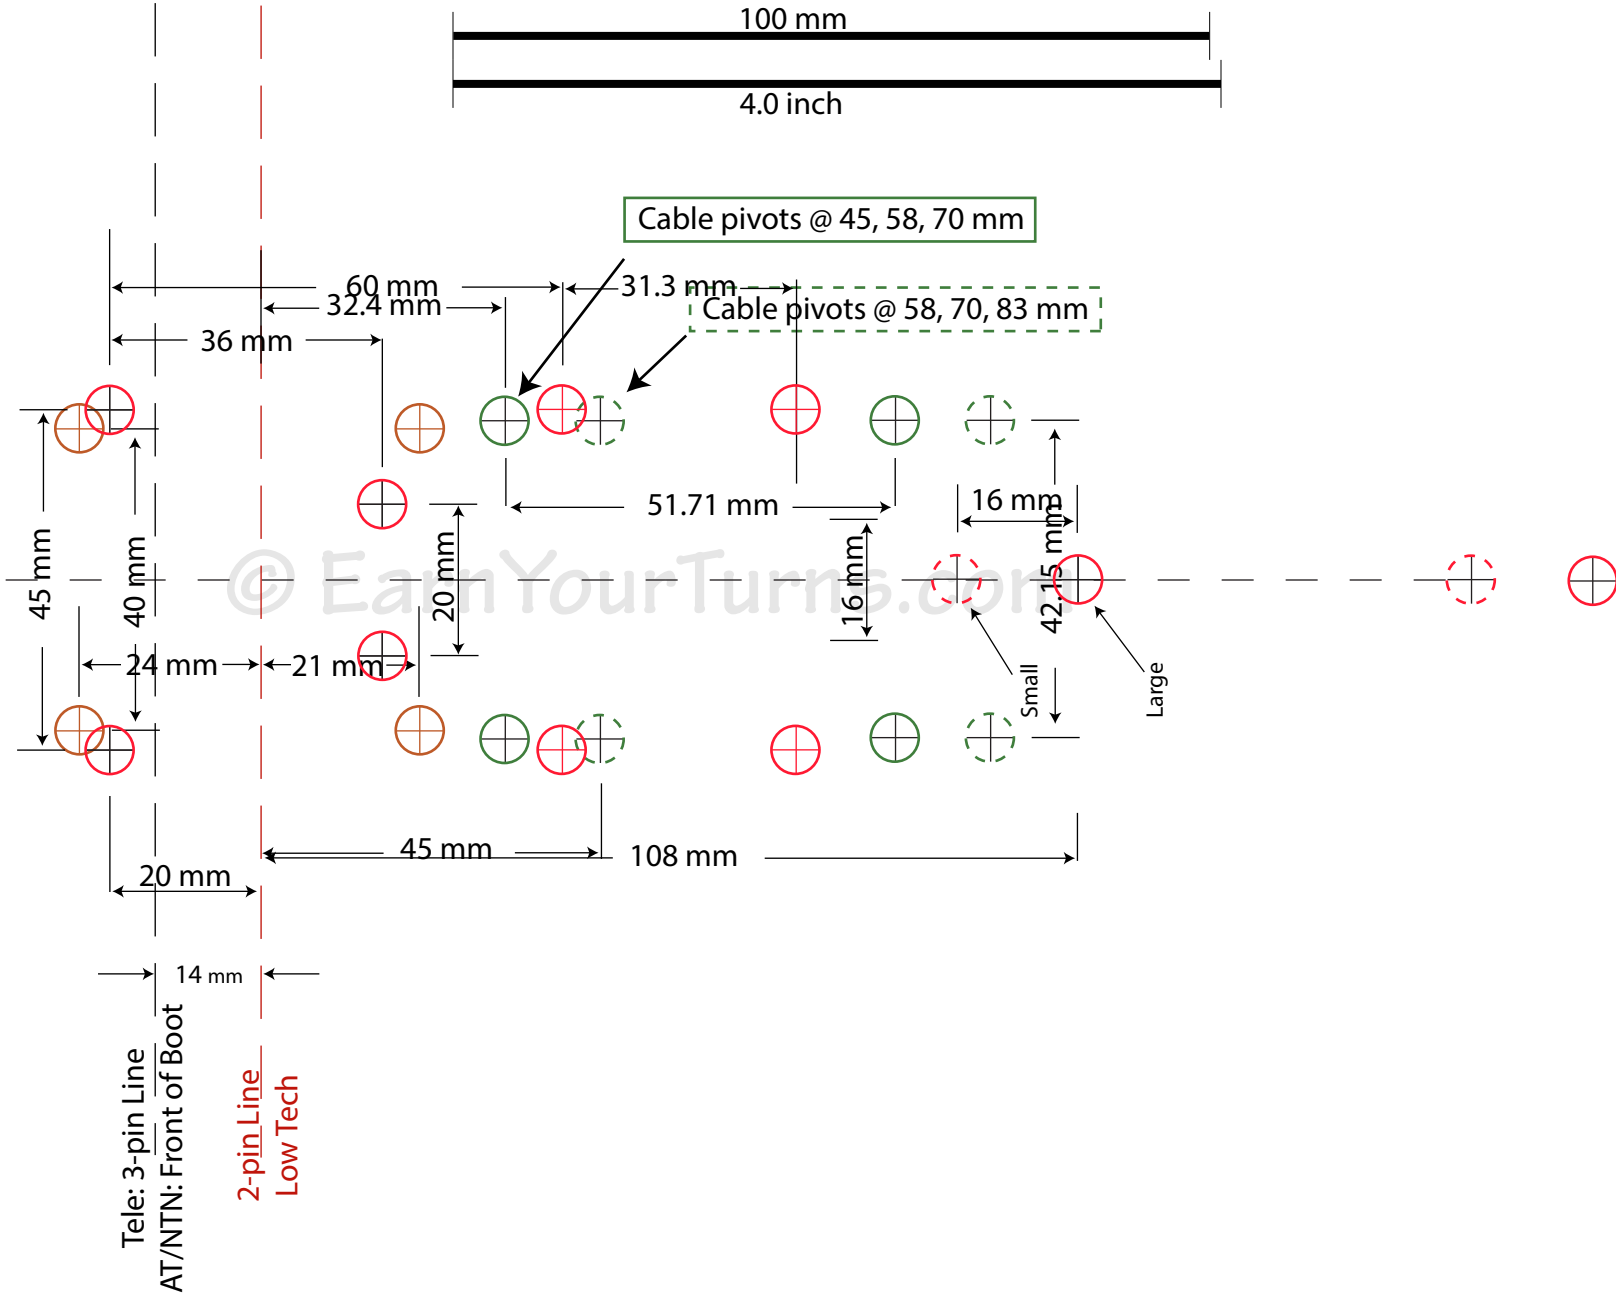 100 mm
4.0 inch
Cable pivots @ 45, 58, 70 mm
60 mm
31.3 mm
32.4 mm
Cable pivots @ 58, 70, 83 mm
36 mm
51.71 mm
16 mm
45 mm
40 mm
20 mm
16 mm
42.15 mm
© EarnYourTurns.com
24 mm
21 mm
Small
Large
45 mm
108 mm
20 mm
14 mm
Tele: 3-pin Line
AT/NTN: Front of Boot
2-pin Line
Low Tech